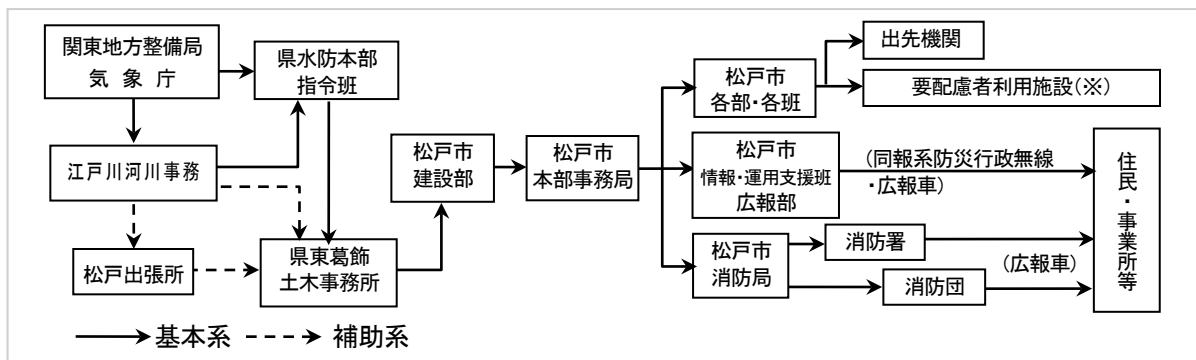 関東地方整備局
気 象 庁
県水防本部
指令班
江戸川河川事務
松戸出張所
県東葛飾
土木事務所
松戸市
建設部
松戸市
本部事務局
松戸市
各部・各班
出先機関
要配慮者利用施設(※)
松戸市
情報・運用支援班
広報部
(同報系防災行政無線
・広報車)
松戸市
消防局
消防署
消防団
(広報車)
住民・事業所等
基本系
補助系